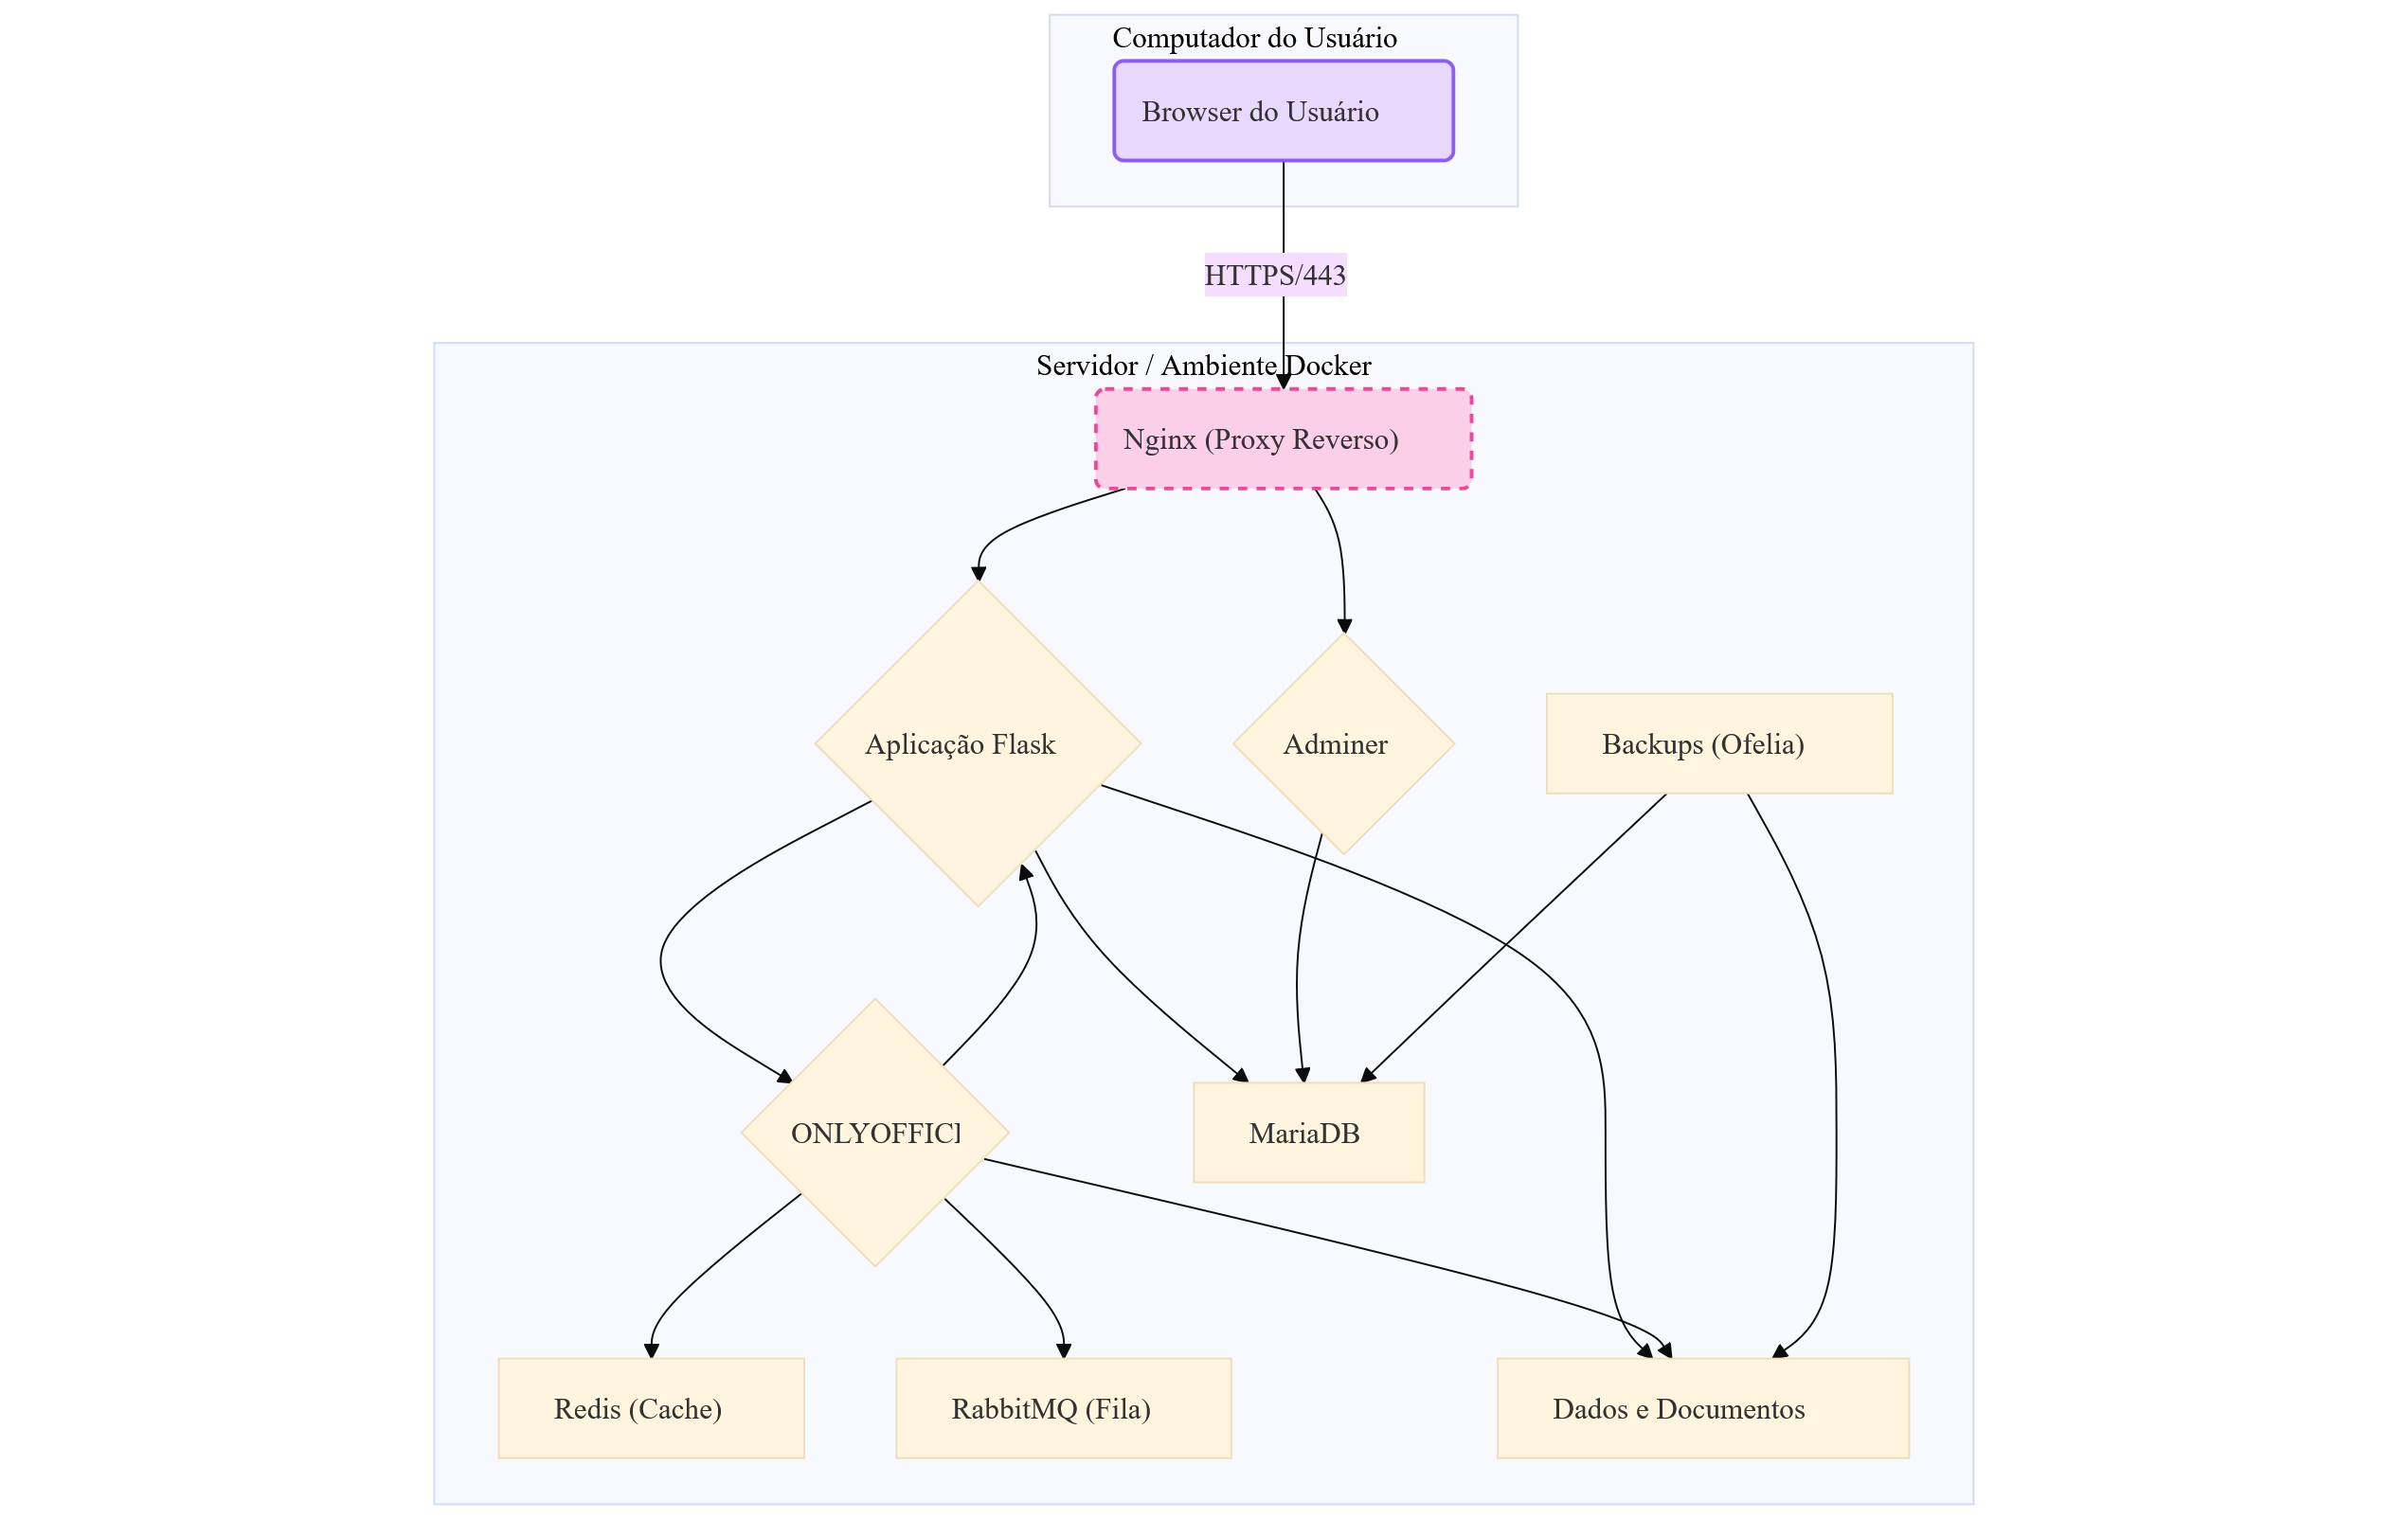 Computador do Usuário
Browser do Usuário
HTTPS/443
Servidor / Ambiente Docker
Nginx (Proxy Reverso)
Aplicação Flask
Adminer
Backups (Ofelia)
ONLYOFFICI
MariaDB
Redis (Cache)
RabbitMQ (Fila)
Dados e Documentos